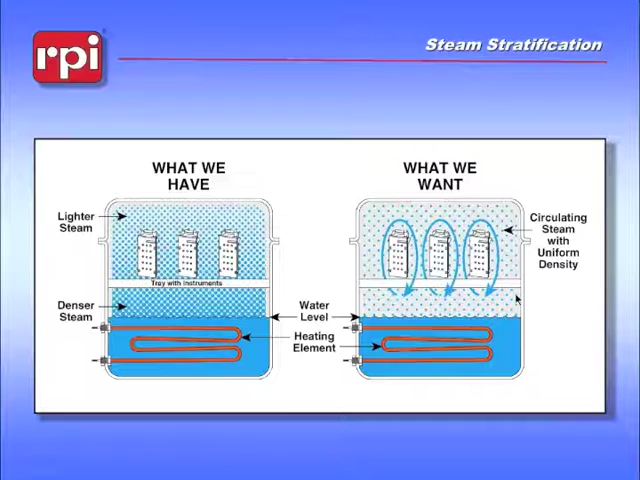 rpi
Steam Stratification
WHAT WE
HAVE
WHAT WE
WANT
Lighter
Steam
Tray with Instruments
Denser
Steam
Water
Level
Heating
Element
Circulating
Steam
with
Uniform
Density